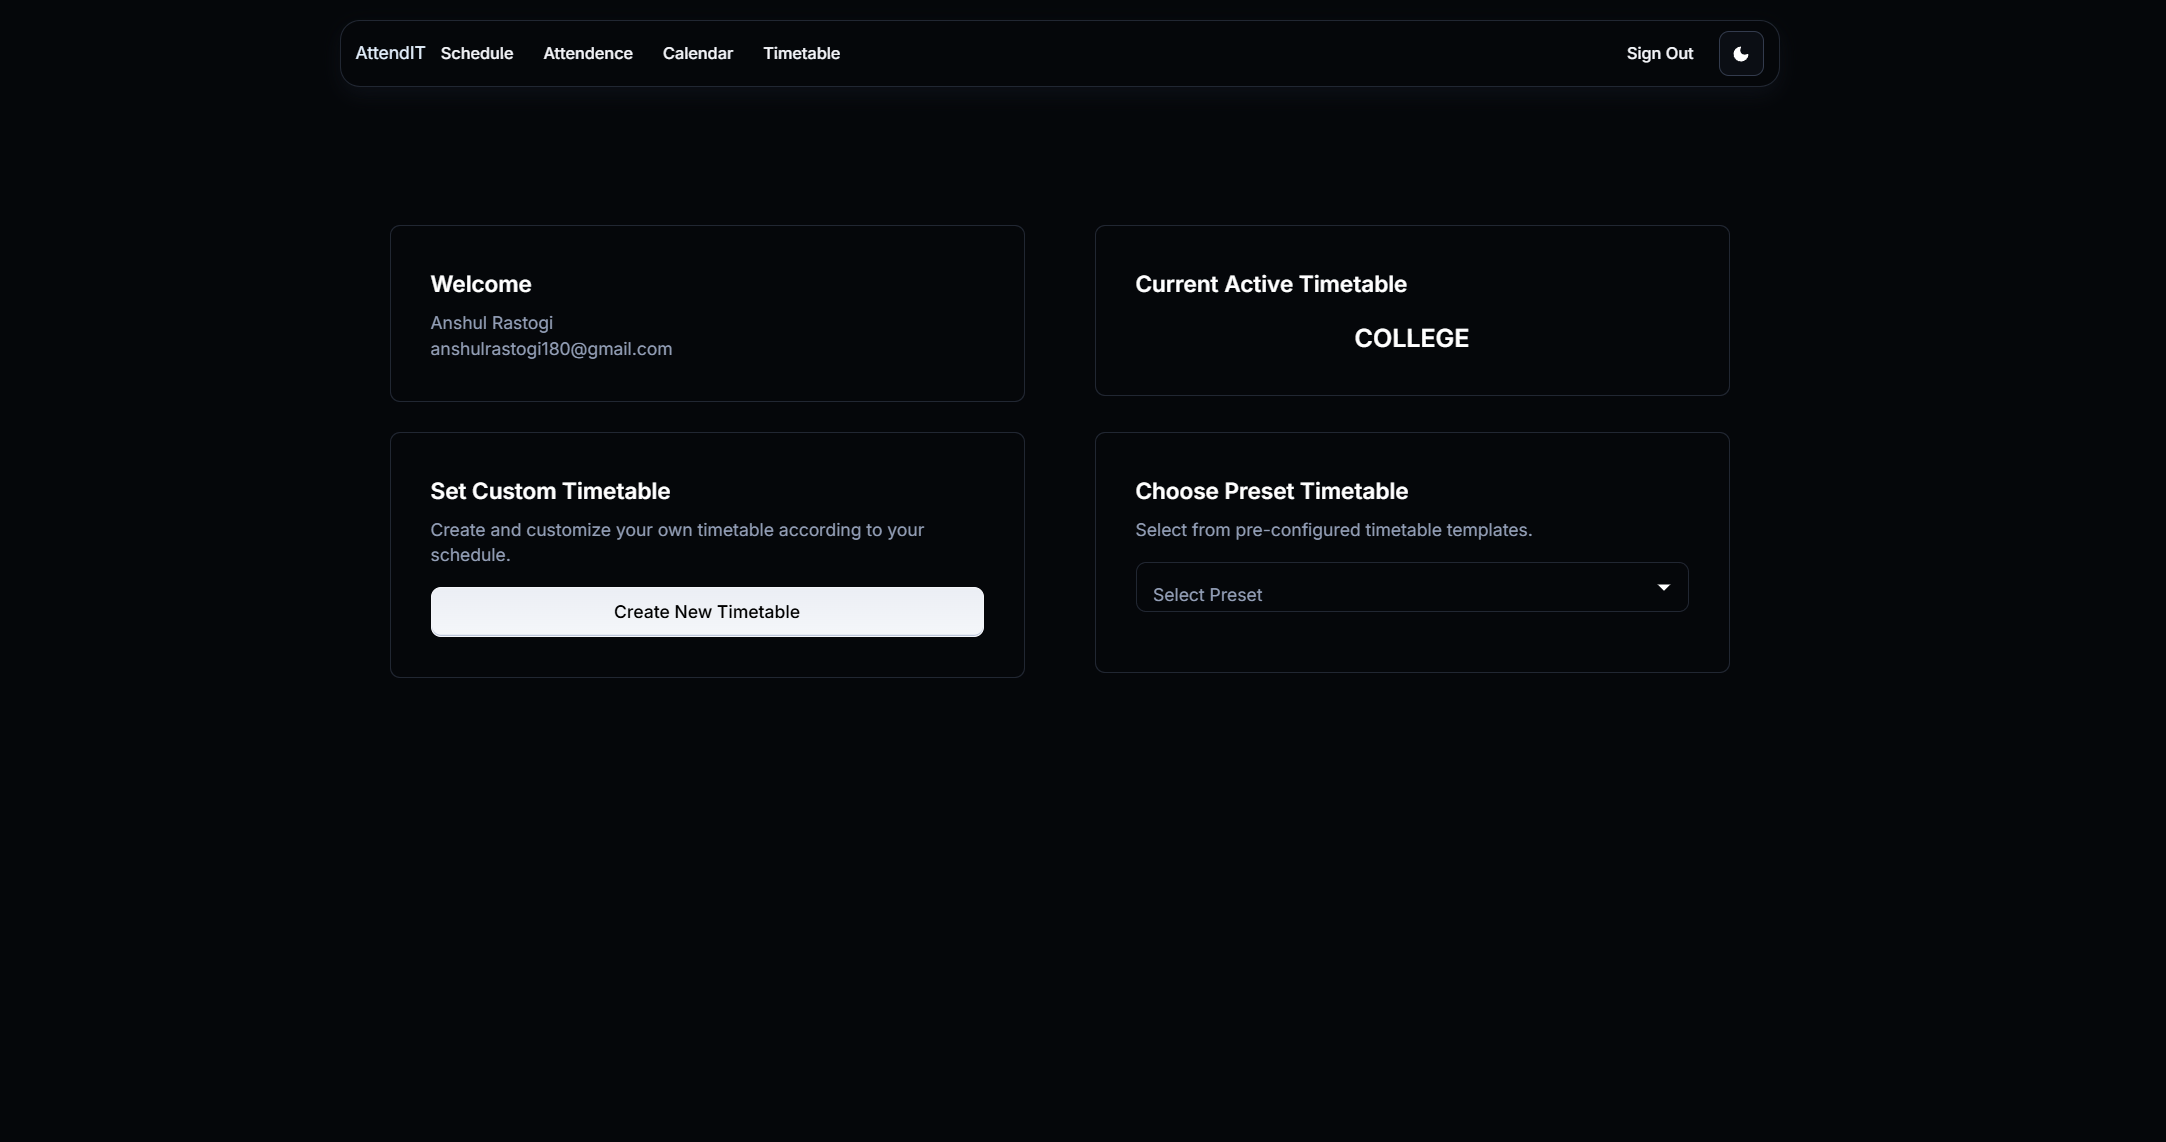 AttendIT Schedule Attendence Calendar Timetable Sign Out
Welcome
Anshul Rastogi
anshulrastogi180@gmail.com
Current Active Timetable
COLLEGE
Set Custom Timetable
Create and customize your own timetable according to your
schedule.
Create New Timetable
Choose Preset Timetable
Select from pre-configured timetable templates.
Select Preset